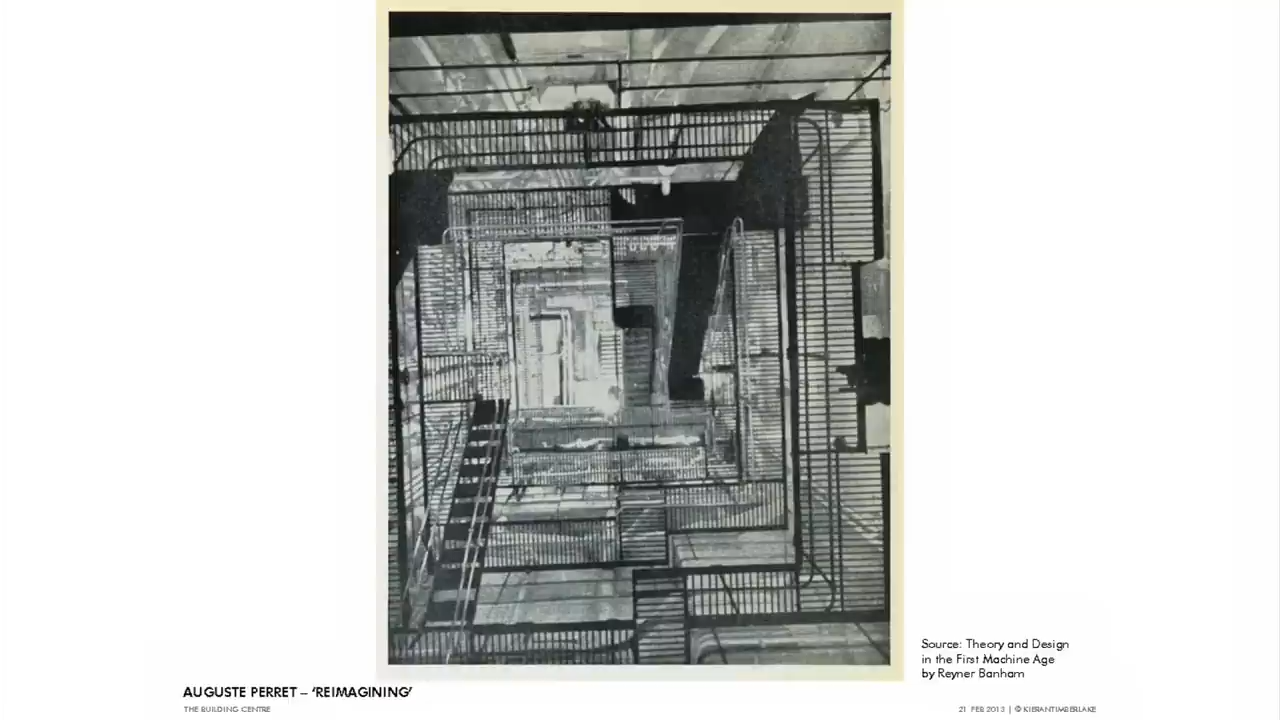 Source: Theory and Design
in the First Machine Age
by Reyner Banham
AUGUSTE PERRET – ‘REIMAGINING’
THE BUILDING CENTRE
21 FEB 2013 | © KIERANTIMBERLAKE